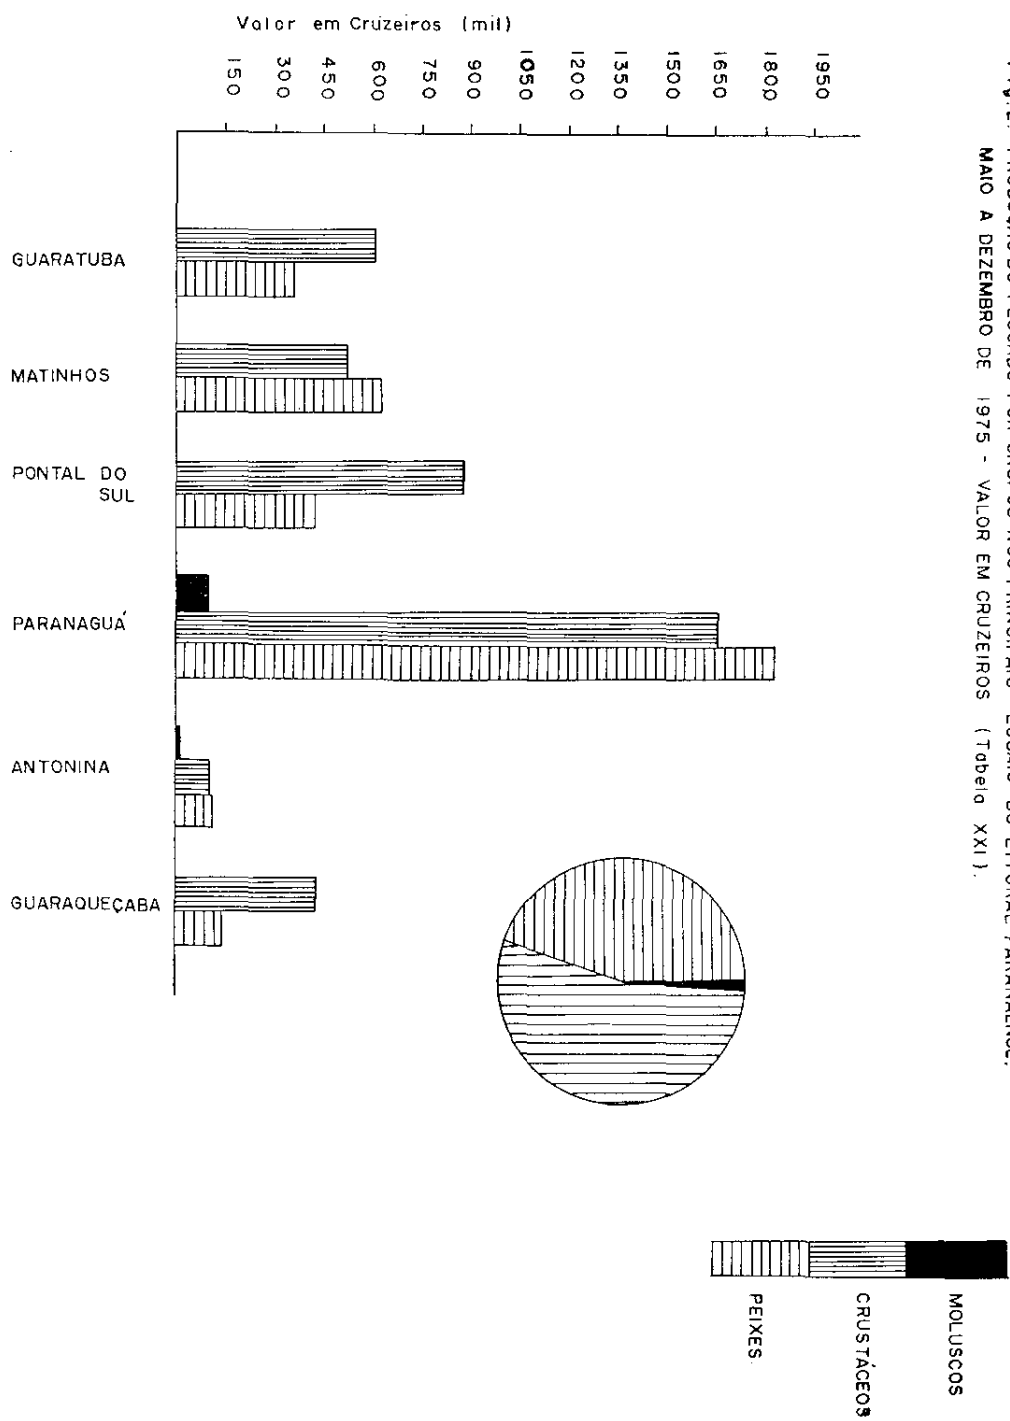 MAIO A DEZEMBRO DE 1975 - VALOR EM CRUZEIROS (Tabela XXI).
Valor em Cruzeiros (mil)
150
300
450
600
750
900
1050
1200
1350
1500
1650
1800
1950
GUARATUBA
MATINHOS
PONTAL DO
SUL
PARANAGUÁ
ANTONINA
GUARAQUEÇABA
MOLUSCOS
CRUSTÁCEOS
PEIXES